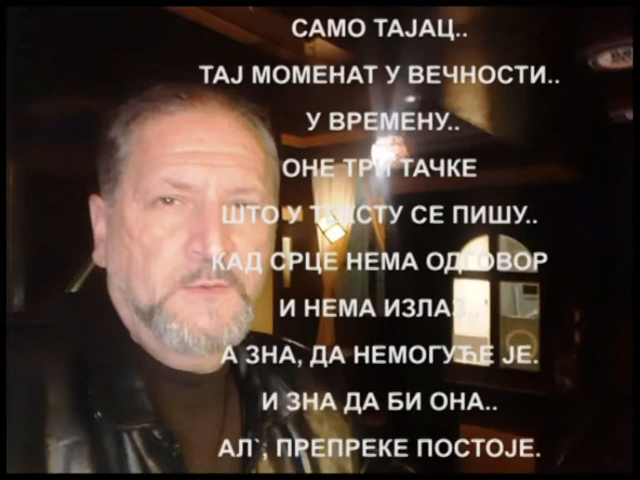 САМО ТАЈАЦ..
ТАЈ МОМЕНАТ У ВЕЧНОСТИ..
У ВРЕМЕНУ..
ОНЕ ТРИ ТАЧКЕ
ШТО У ТЕКСТУ СЕ ПИШУ..
КАД СРЦЕ НЕМА ОДГОВОР
И НЕМА ИЗЛАЗ..
А ЗНА, ДА НЕМОГУЋЕ ЈЕ.
И ЗНА ДА БИ ОНА..
АЛ`; ПРЕПРЕКЕ ПОСТОЈЕ.